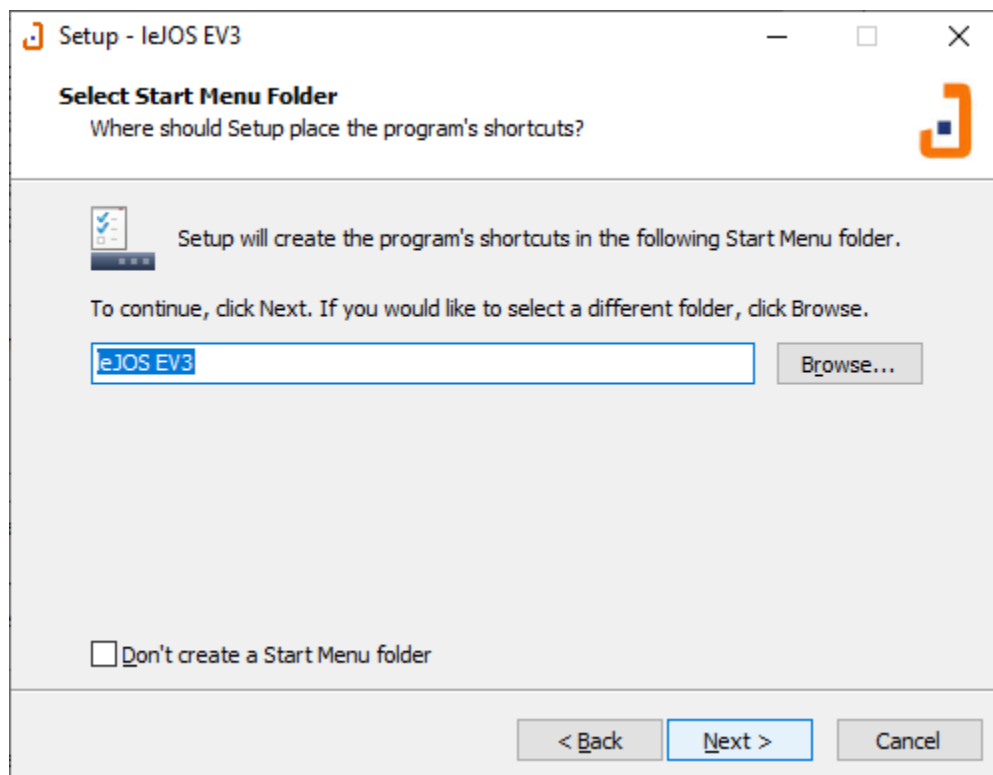 Setup - leJOS EV3
Select Start Menu Folder
Where should Setup place the program's shortcuts?
Setup will create the program's shortcuts in the following Start Menu folder.
To continue, click Next. If you would like to select a different folder, click Browse.
leJOS EV3
Browse...
Don't create a Start Menu folder
< Back
Next >
Cancel